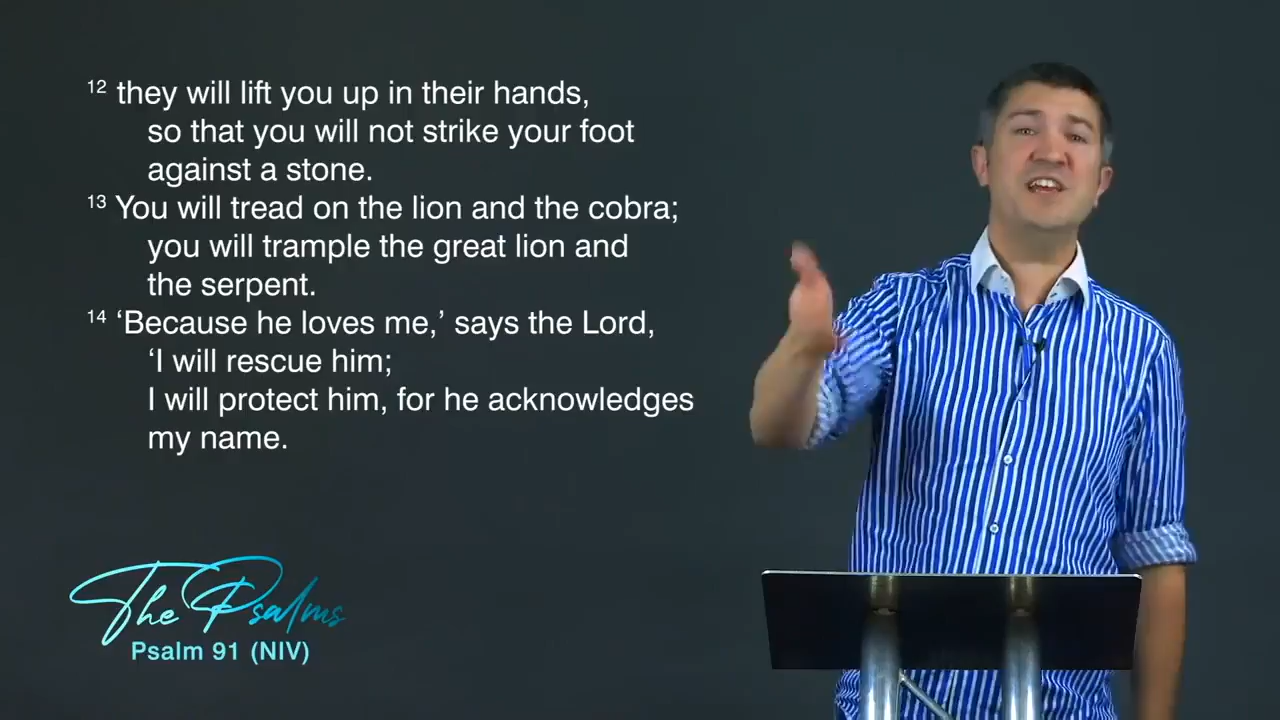 12 they will lift you up in their hands,
so that you will not strike your foot
against a stone.
13 You will tread on the lion and the cobra;
you will trample the great lion and
the serpent.
14 ‘Because he loves me,’ says the Lord,
‘I will rescue him;
I will protect him, for he acknowledges
my name.
The Psalms
Psalm 91 (NIV)